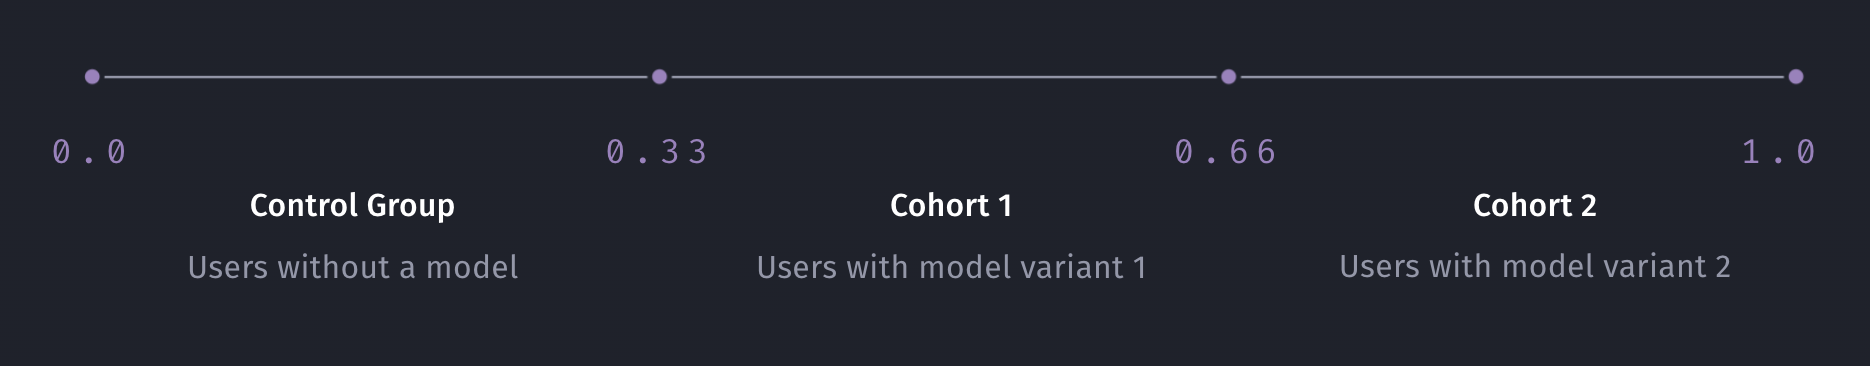 0.0 0.33 0.66 1.0
Control Group Cohort 1 Cohort 2
Users without a model Users with model variant 1 Users with model variant 2